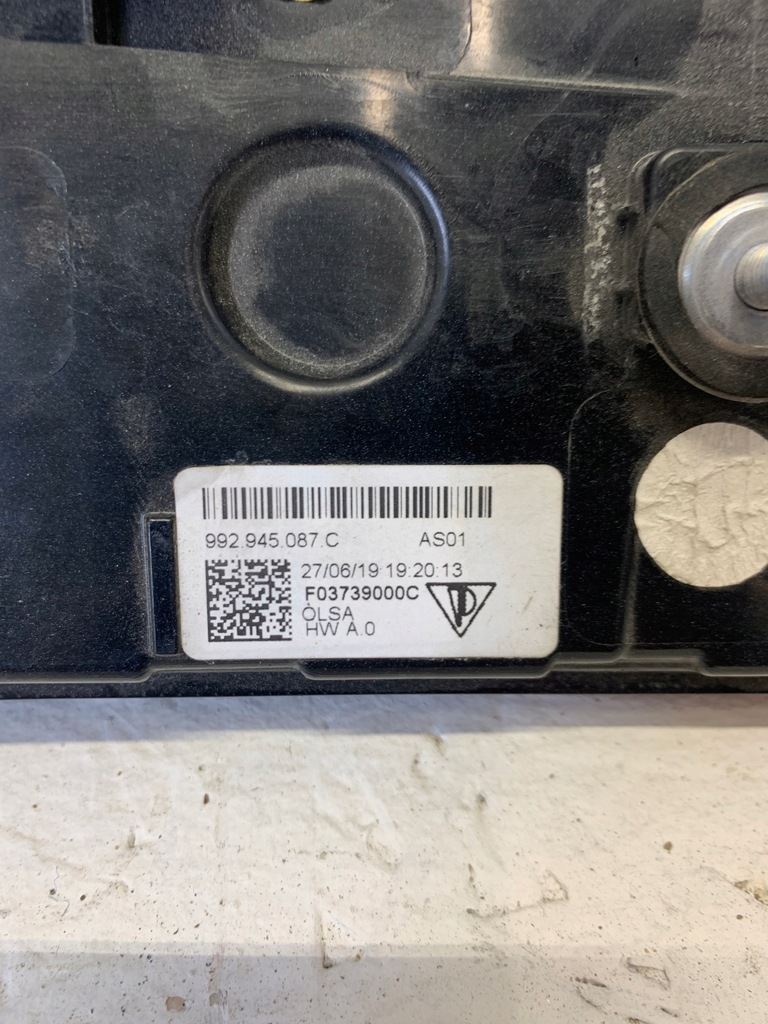 992.945.087.C AS01
27/06/19 19:20:13
F03739000C
OLSA
HW A.0